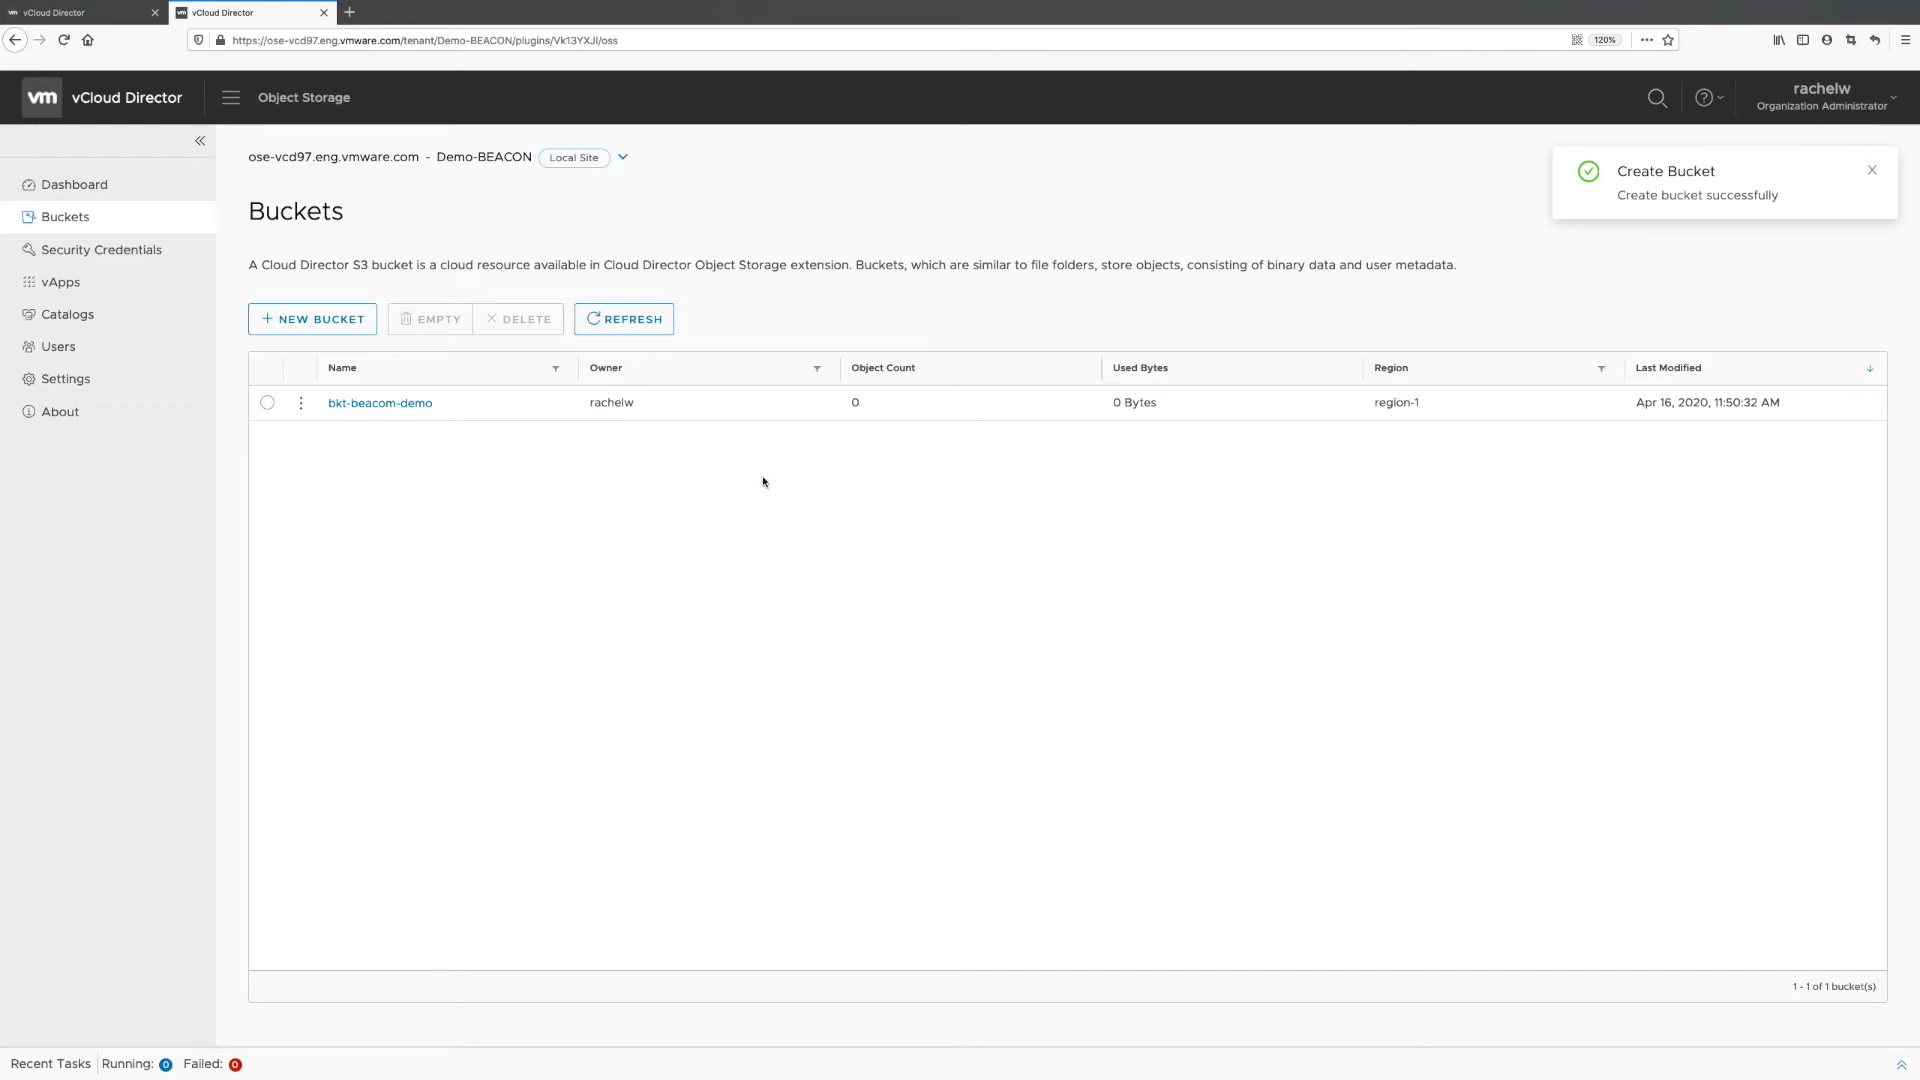 vm vCloud Director
vm vCloud Director
https://ose-vcd97.eng.vmware.com/tenant/Demo-BEACON/plugins/Vk13YXJl/oss
120%
vm vCloud Director
Object Storage
rachelw
Organization Administrator
Dashboard
Buckets
Security Credentials
vApps
Catalogs
Users
Settings
About
ose-vcd97.eng.vmware.com - Demo-BEACON Local Site
Create Bucket
Create bucket successfully
Buckets
A Cloud Director S3 bucket is a cloud resource available in Cloud Director Object Storage extension. Buckets, which are similar to file folders, store objects, consisting of binary data and user metadata.
+ NEW BUCKET EMPTY DELETE REFRESH
Name Owner Object Count Used Bytes Region Last Modified
bkt-beacom-demo rachelw 0 0 Bytes region-1 Apr 16, 2020, 11:50:32 AM
1 - 1 of 1 bucket(s)
Recent Tasks Running: 0 Failed: 0